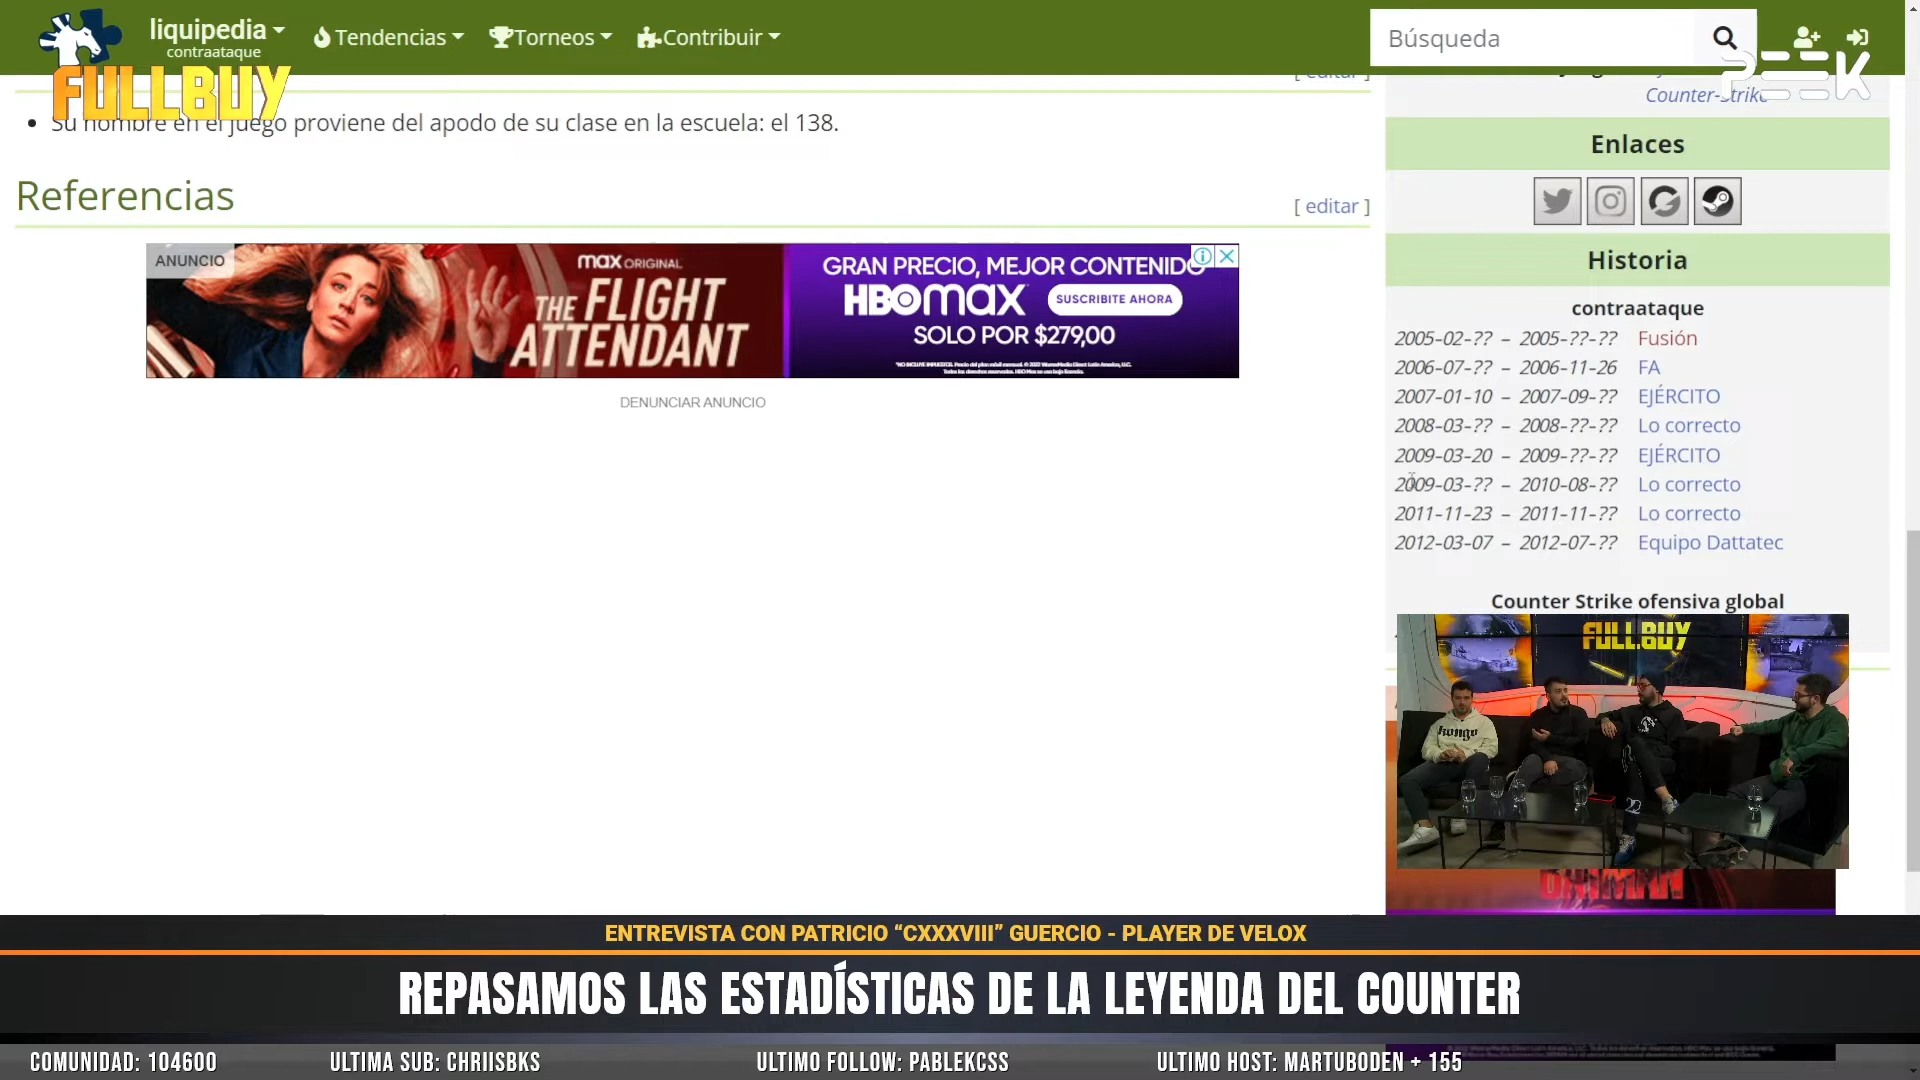 liquipedia
contraataque
Tendencias
Torneos
Contribuir
Búsqueda
PEEK
FULLBUY
[ editar ]
Counter-Strike
Su nombre en el juego proviene del apodo de su clase en la escuela: el 138.
Enlaces
Referencias
[ editar ]
Historia
ANUNCIO
max ORIGINAL
THE FLIGHT
ATTENDANT
GRAN PRECIO, MEJOR CONTENIDO
HBOmax
SUSCRIBITE AHORA
SOLO POR $279,00
DENUNCIAR ANUNCIO
contraataque
2005-02-?? – 2005-??-?? Fusión
2006-07-?? – 2006-11-26 FA
2007-01-10 – 2007-09-?? EJÉRCITO
2008-03-?? – 2008-??-?? Lo correcto
2009-03-20 – 2009-??-?? EJÉRCITO
2009-03-?? – 2010-08-?? Lo correcto
2011-11-23 – 2011-11-?? Lo correcto
2012-03-07 – 2012-07-?? Equipo Dattatec
Counter Strike ofensiva global
FULLBUY
kongo
ENTREVISTA CON PATRICIO “CXXXVIII” GUERCIO - PLAYER DE VELOX
REPASAMOS LAS ESTADÍSTICAS DE LA LEYENDA DEL COUNTER
COMUNIDAD: 104600
ULTIMA SUB: CHRIISBKS
ULTIMO FOLLOW: PABLEKCSS
ULTIMO HOST: MARTUBODEN + 155